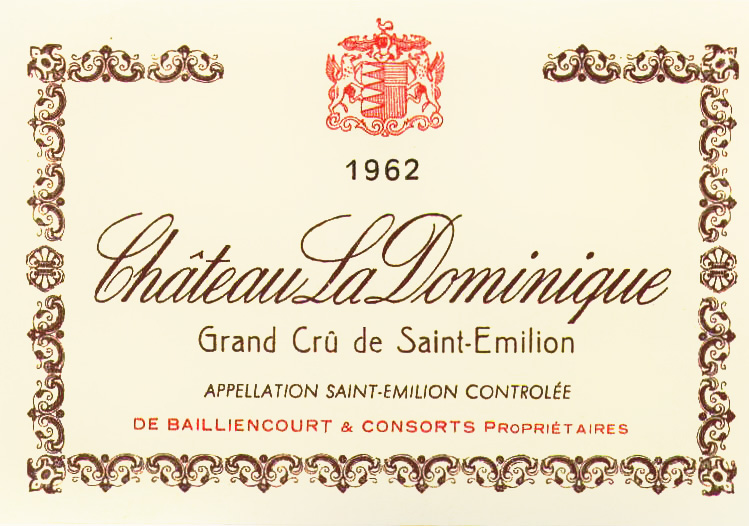 1962
Château La Dominique
Grand Crû de Saint-Emilion
APPELLATION SAINT-EMILION CONTROLÉE
DE BAILLIENCOURT & CONSORTS PROPRIÉTAIRES